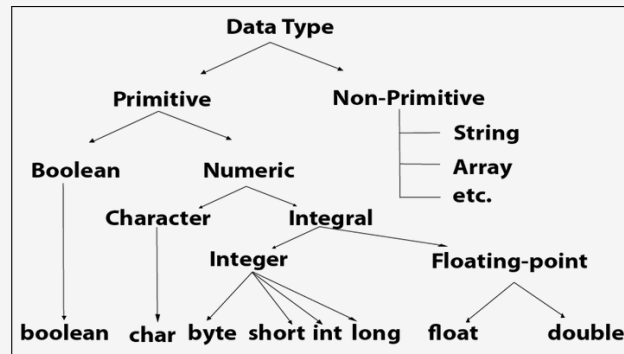 Data Type
Primitive
Non-Primitive
String
Boolean
Numeric
Array
etc.
Character
Integral
Integer
Floating-point
boolean
char
byte
short
int
long
float
double